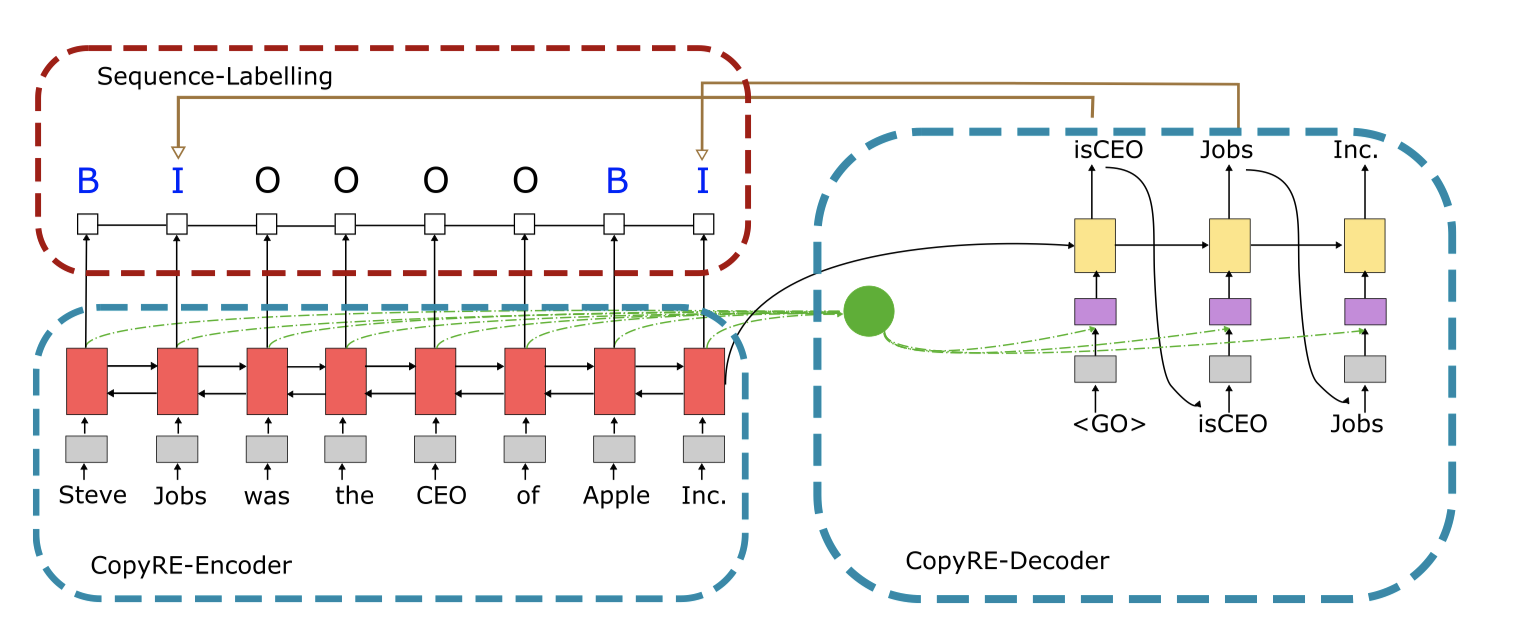 Sequence-Labelling
B I O O O O B I
Steve Jobs was the CEO of Apple Inc.
CopyRE-Encoder
isCEO Jobs Inc.
<GO> isCEO Jobs
CopyRE-Decoder